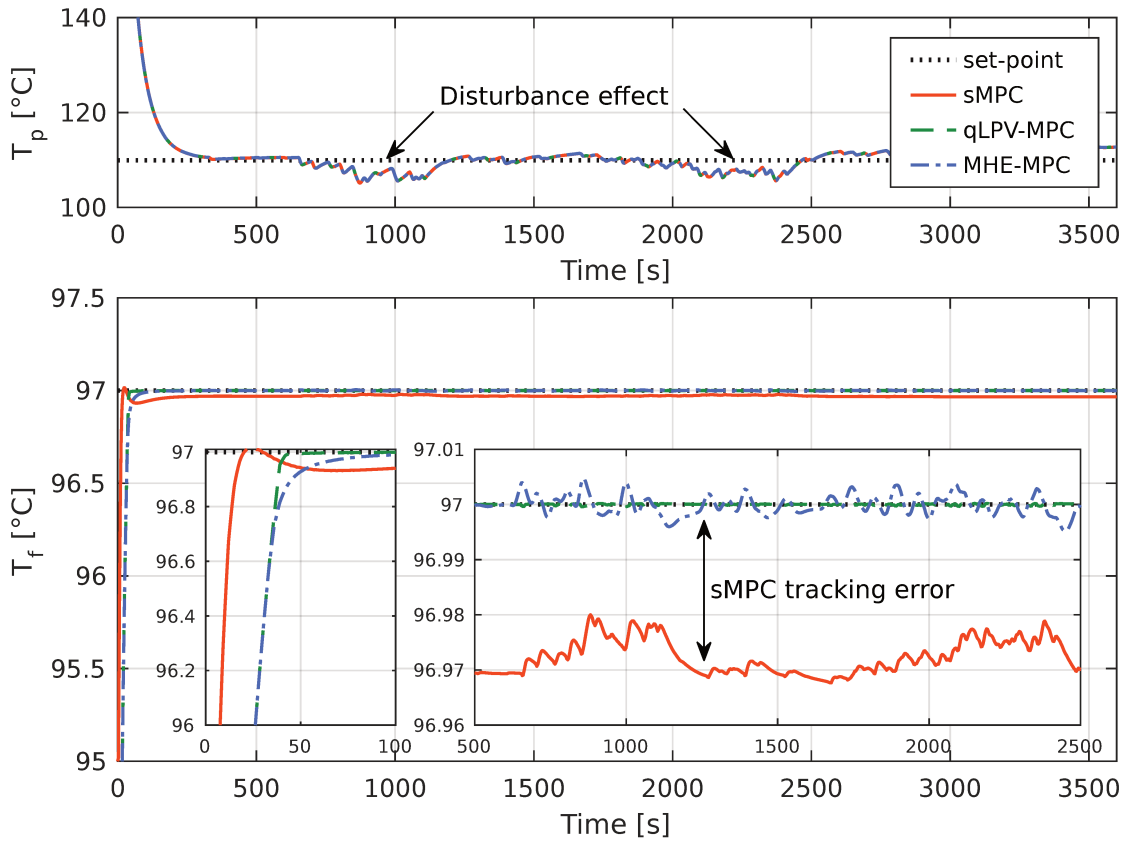 140
120
100
T_p [°C]
Disturbance effect
set-point
sMPC
qLPV-MPC
MHE-MPC
0 500 1000 1500 2000 2500 3000 3500
Time [s]
97.5
97
96.5
96
95.5
95
T_f [°C]
97
96.8
96.6
96.4
96.2
96
0 50 100
97.01
97
96.99
96.98
96.97
96.96
sMPC tracking error
500 1000 1500 2000 2500
0 500 1000 1500 2000 2500 3000 3500
Time [s]